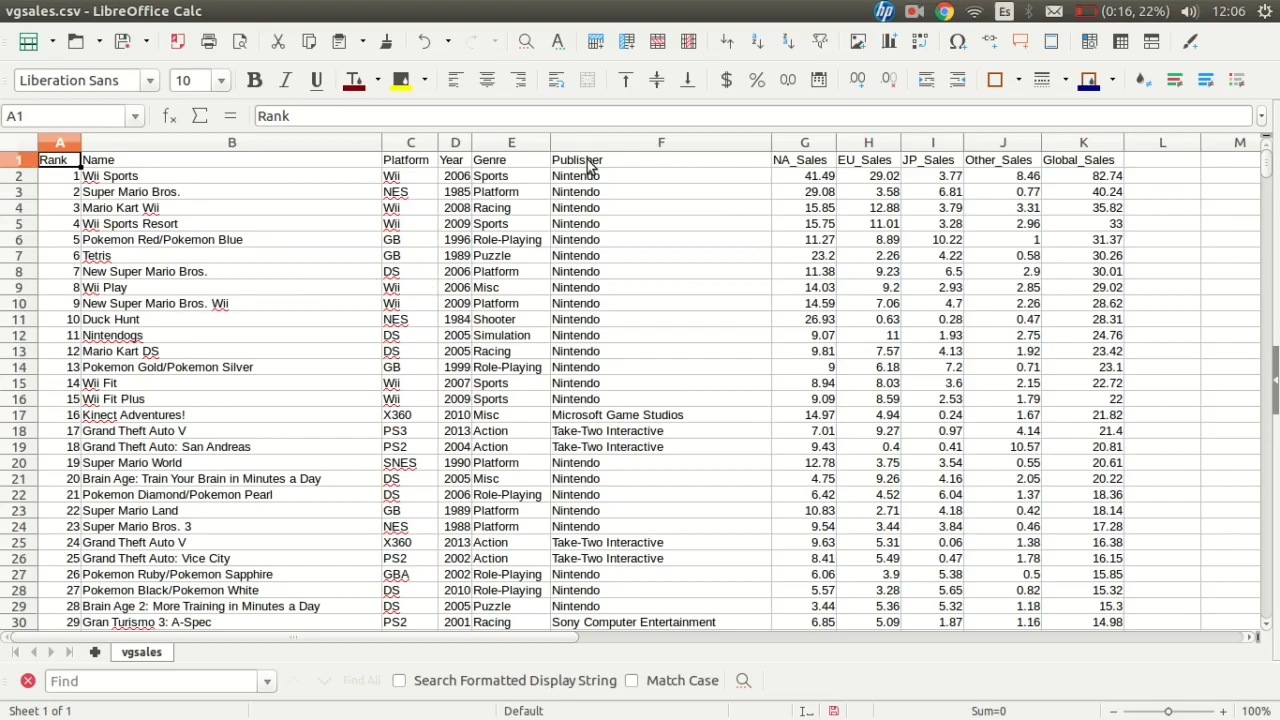 vgsales.csv - LibreOffice Calc hp Es (0:16, 22%) 12:06
Liberation Sans 10
A1 Rank
A B C D E F G H I J K L M
1 Rank Name Platform Year Genre Publisher NA_Sales EU_Sales JP_Sales Other_Sales Global_Sales
2 1 Wii Sports Wii 2006 Sports Nintendo 41.49 29.02 3.77 8.46 82.74
3 2 Super Mario Bros. NES 1985 Platform Nintendo 29.08 3.58 6.81 0.77 40.24
4 3 Mario Kart Wii Wii 2008 Racing Nintendo 15.85 12.88 3.79 3.31 35.82
5 4 Wii Sports Resort Wii 2009 Sports Nintendo 15.75 11.01 3.28 2.96 33
6 5 Pokemon Red/Pokemon Blue GB 1996 Role-Playing Nintendo 11.27 8.89 10.22 1 31.37
7 6 Tetris GB 1989 Puzzle Nintendo 23.2 2.26 4.22 0.58 30.26
8 7 New Super Mario Bros. DS 2006 Platform Nintendo 11.38 9.23 6.5 2.9 30.01
9 8 Wii Play Wii 2006 Misc Nintendo 14.03 9.2 2.93 2.85 29.02
10 9 New Super Mario Bros. Wii Wii 2009 Platform Nintendo 14.59 7.06 4.7 2.26 28.62
11 10 Duck Hunt NES 1984 Shooter Nintendo 26.93 0.63 0.28 0.47 28.31
12 11 Nintendogs DS 2005 Simulation Nintendo 9.07 11 1.93 2.75 24.76
13 12 Mario Kart DS DS 2005 Racing Nintendo 9.81 7.57 4.13 1.92 23.42
14 13 Pokemon Gold/Pokemon Silver GB 1999 Role-Playing Nintendo 9 6.18 7.2 0.71 23.1
15 14 Wii Fit Wii 2007 Sports Nintendo 8.94 8.03 3.6 2.15 22.72
16 15 Wii Fit Plus Wii 2009 Sports Nintendo 9.09 8.59 2.53 1.79 22
17 16 Kinect Adventures! X360 2010 Misc Microsoft Game Studios 14.97 4.94 0.24 1.67 21.82
18 17 Grand Theft Auto V PS3 2013 Action Take-Two Interactive 7.01 9.27 0.97 4.14 21.4
19 18 Grand Theft Auto: San Andreas PS2 2004 Action Take-Two Interactive 9.43 0.4 0.41 10.57 20.81
20 19 Super Mario World SNES 1990 Platform Nintendo 12.78 3.75 3.54 0.55 20.61
21 20 Brain Age: Train Your Brain in Minutes a Day DS 2005 Misc Nintendo 4.75 9.26 4.16 2.05 20.22
22 21 Pokemon Diamond/Pokemon Pearl DS 2006 Role-Playing Nintendo 6.42 4.52 6.04 1.37 18.36
23 22 Super Mario Land GB 1989 Platform Nintendo 10.83 2.71 4.18 0.42 18.14
24 23 Super Mario Bros. 3 NES 1988 Platform Nintendo 9.54 3.44 3.84 0.46 17.28
25 24 Grand Theft Auto V X360 2013 Action Take-Two Interactive 9.63 5.31 0.06 1.38 16.38
26 25 Grand Theft Auto: Vice City PS2 2002 Action Take-Two Interactive 8.41 5.49 0.47 1.78 16.15
27 26 Pokemon Ruby/Pokemon Sapphire GBA 2002 Role-Playing Nintendo 6.06 3.9 5.38 0.5 15.85
28 27 Pokemon Black/Pokemon White DS 2010 Role-Playing Nintendo 5.57 3.28 5.65 0.82 15.32
29 28 Brain Age 2: More Training in Minutes a Day DS 2005 Puzzle Nintendo 3.44 5.36 5.32 1.18 15.3
30 29 Gran Turismo 3: A-Spec PS2 2001 Racing Sony Computer Entertainment 6.85 5.09 1.87 1.16 14.98
vgsales
Find Find All Search Formatted Display String Match Case
Sheet 1 of 1 Default Sum=0 100%